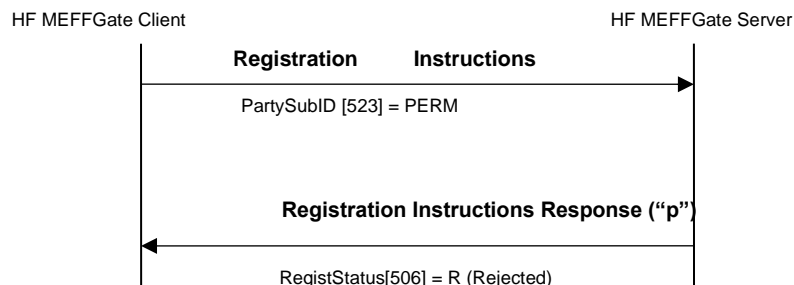 HF MEFFGate Client HF MEFFGate Server
Registration Instructions
PartySubID [523] = PERM
Registration Instructions Response (“p”)
RegistStatus[506] = R (Rejected)